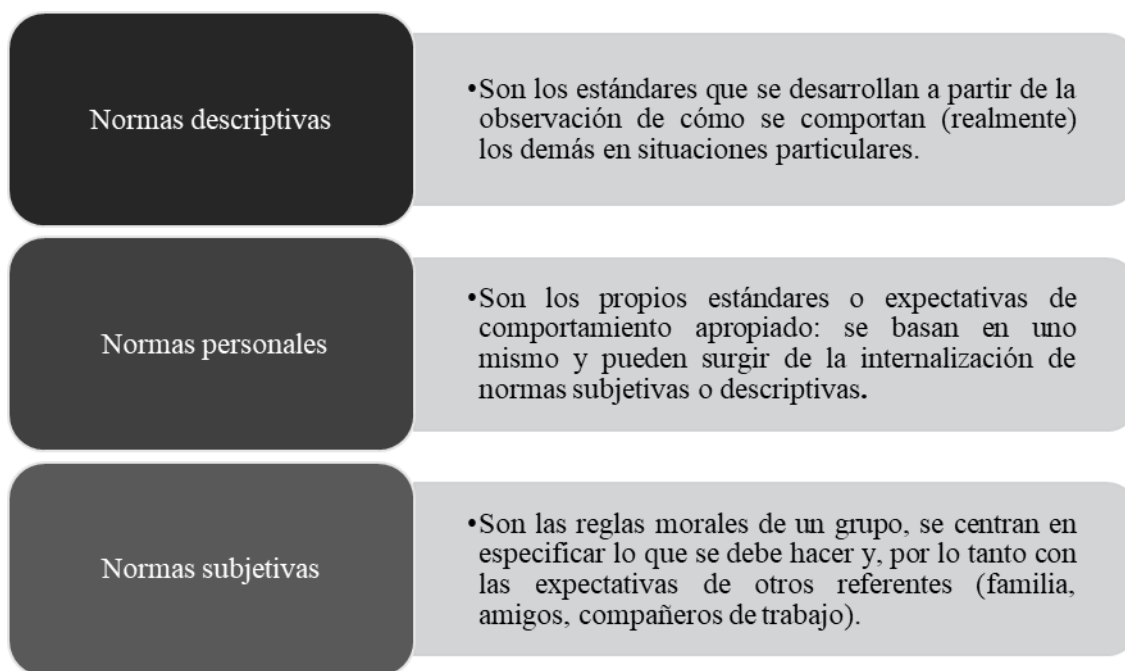 Normas descriptivas
•Son los estándares que se desarrollan a partir de la
observación de cómo se comportan (realmente)
los demás en situaciones particulares.
Normas personales
•Son los propios estándares o expectativas de
comportamiento apropiado: se basan en uno
mismo y pueden surgir de la internalización de
normas subjetivas o descriptivas.
Normas subjetivas
•Son las reglas morales de un grupo, se centran en
especificar lo que se debe hacer y, por lo tanto con
las expectativas de otros referentes (familia,
amigos, compañeros de trabajo).